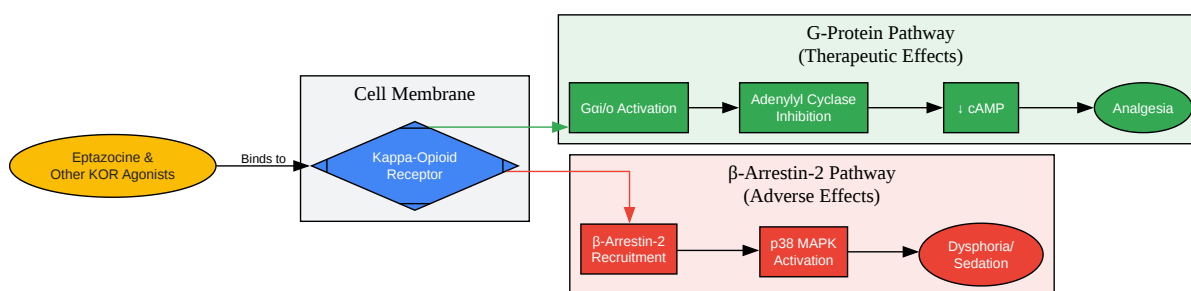 Eptazocine &
Other KOR Agonists
Binds to
Cell Membrane
Kappa-Opioid
Receptor
G-Protein Pathway
(Therapeutic Effects)
Gαi/o Activation
Adenylyl Cyclase
Inhibition
↓ cAMP
Analgesia
β-Arrestin-2 Pathway
(Adverse Effects)
β-Arrestin-2
Recruitment
p38 MAPK
Activation
Dysphoria/
Sedation